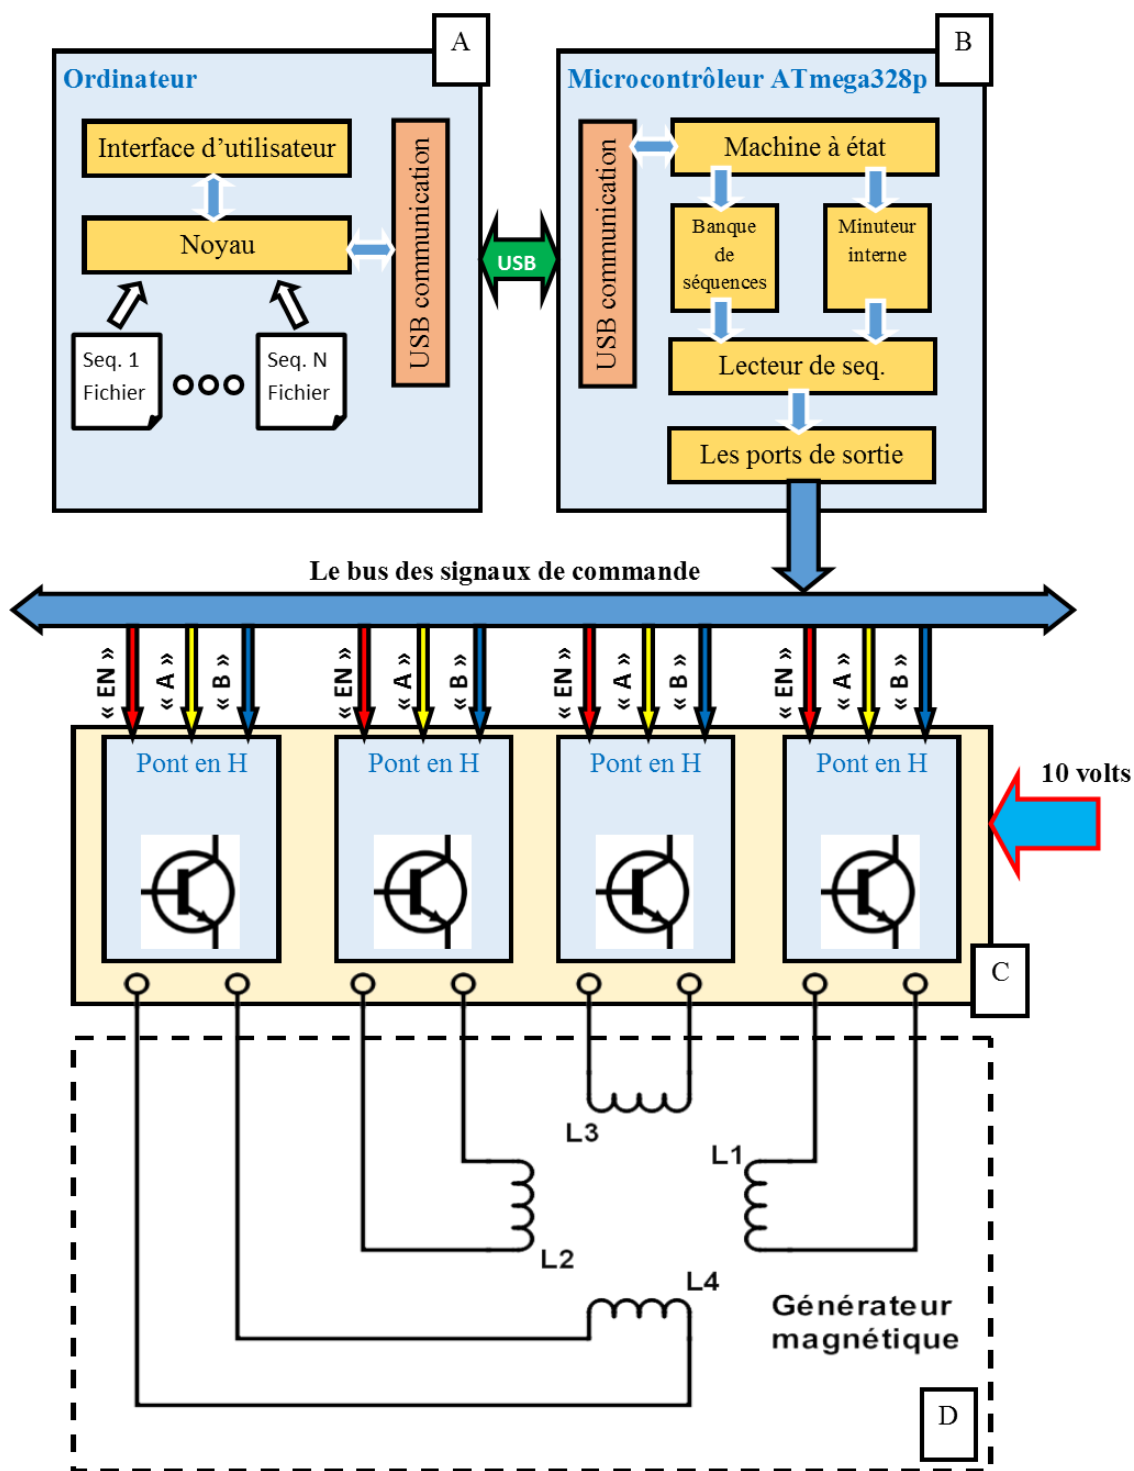 A
B
Ordinateur
Microcontrôleur ATmega328p
Interface d'utilisateur
Noyau
USB communication
Seq. 1
Fichier
Seq. N
Fichier
USB
USB communication
Machine à état
Banque
de
séquences
Minuteur
interne
Lecteur de seq.
Les ports de sortie
Le bus des signaux de commande
« EN »
« A »
« B »
« EN »
« A »
« B »
« EN »
« A »
« B »
« EN »
« A »
« B »
Pont en H
Pont en H
Pont en H
Pont en H
10 volts
C
L3
L1
L2
L4
Générateur
magnétique
D